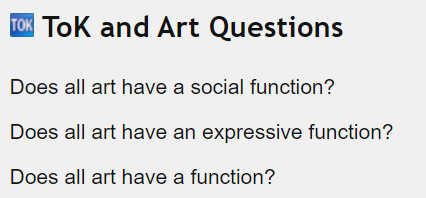 TOK ToK and Art Questions
Does all art have a social function?
Does all art have an expressive function?
Does all art have a function?